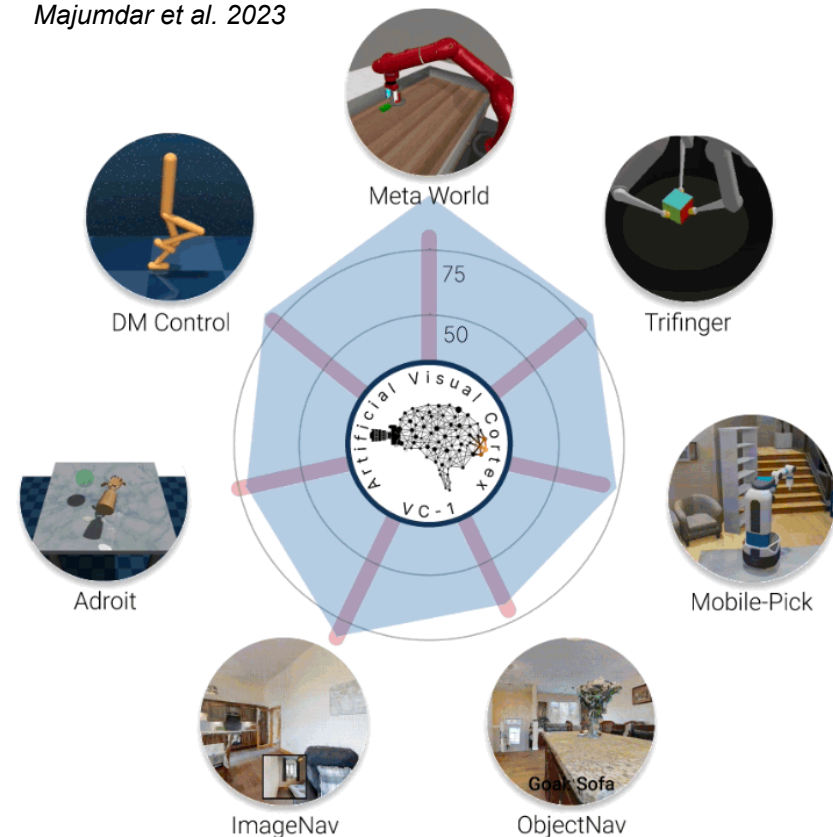 Majumdar et al. 2023
Meta World
DM Control
Trifinger
75
50
Artificial Visual Cortex
VC-1
Adroit
Mobile-Pick
Goal: Sofa
ImageNav
ObjectNav